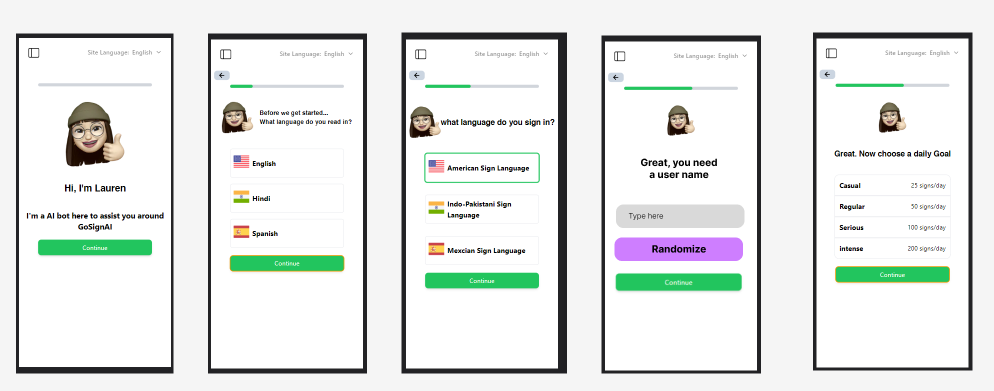 Site Language: English
Hi, I'm Lauren
I'm a AI bot here to assist you around
GoSignAI
Continue
Site Language: English
Before we get started...
What language do you read in?
English
Hindi
Spanish
Continue
Site Language: English
what language do you sign in?
American Sign Language
Indo-Pakistani Sign
Language
Mexcian Sign Language
Continue
Site Language: English
Great, you need
a user name
Type here
Randomize
Continue
Site Language: English
Great. Now choose a daily Goal
Casual 25 signs/day
Regular 50 signs/day
Serious 100 signs/day
intense 200 signs/day
Continue